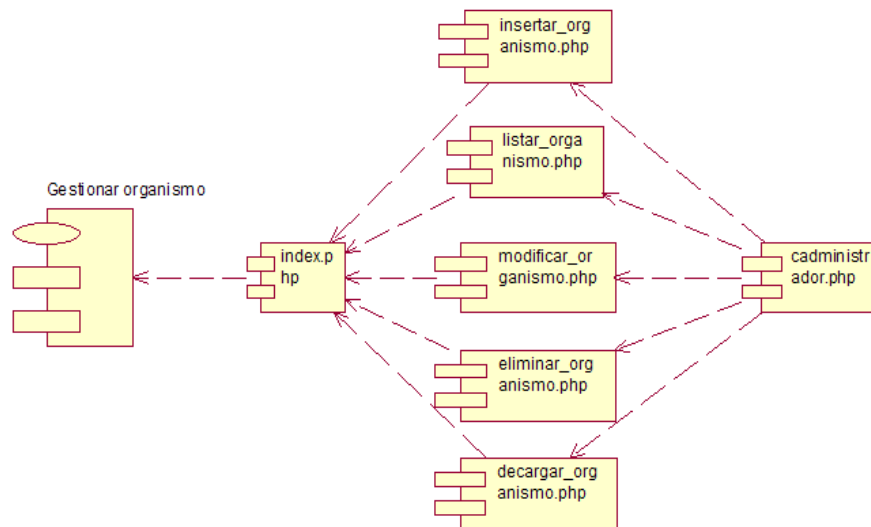 insertar_org
anismo.php
listar_orga
nismo.php
Gestionar organismo
index.p
hp
modificar_or
ganismo.php
cadministr
ador.php
eliminar_org
anismo.php
decargar_org
anismo.php